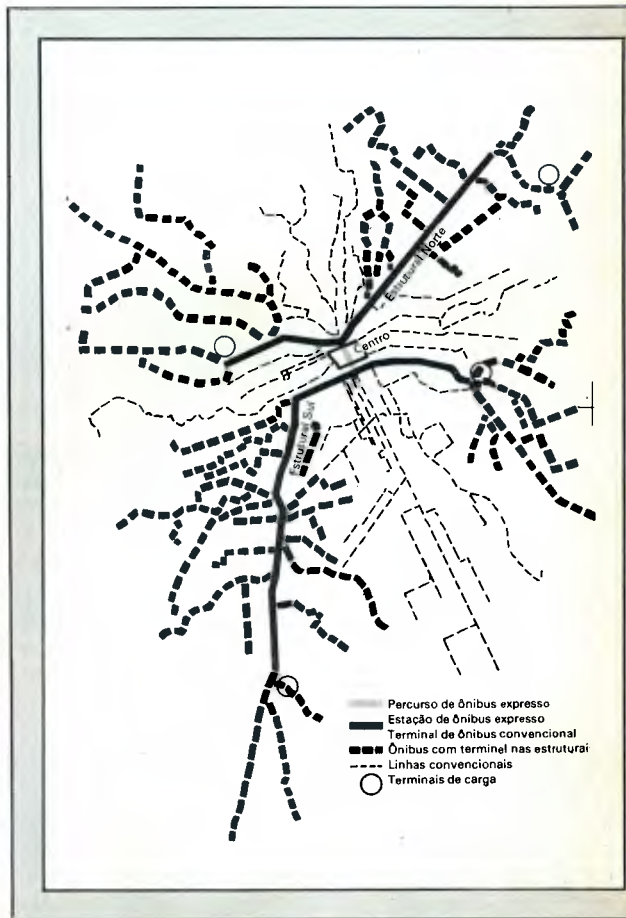 Estrutural Norte
Centro
Estrutural Sul
Percurso de ônibus expresso
Estação de ônibus expresso
Terminal de ônibus convencional
Ônibus com terminel nas estruturai
Linhas convencionais
Terminais de carga